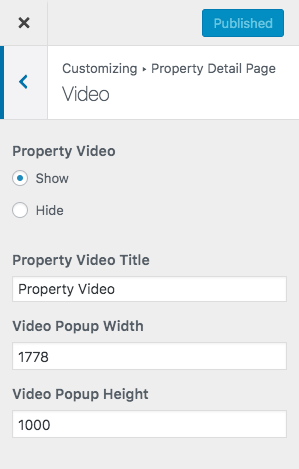 Published
Customizing ▸ Property Detail Page
Video
Property Video
Show
Hide
Property Video Title
Property Video
Video Popup Width
1778
Video Popup Height
1000